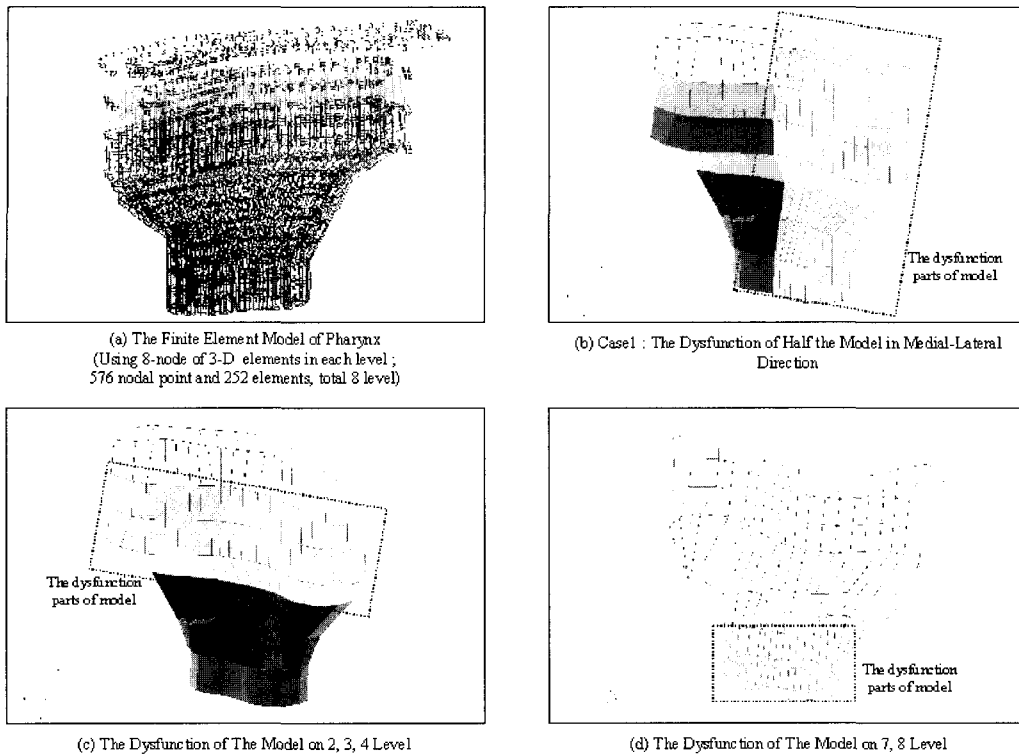 (a) The Finite Element Model of Pharynx
(Using 8-node of 3-D elements in each level ;
576 nodal point and 252 elements, total 8 level)
The dysfunction
parts of model
(b) Case1 : The Dysfunction of Half the Model in Medial-Lateral
Direction
The dysfunction
parts of model
(c) The Dysfunction of The Model on 2, 3, 4 Level
The dysfunction
parts of model
(d) The Dysfunction of The Model on 7, 8 Level